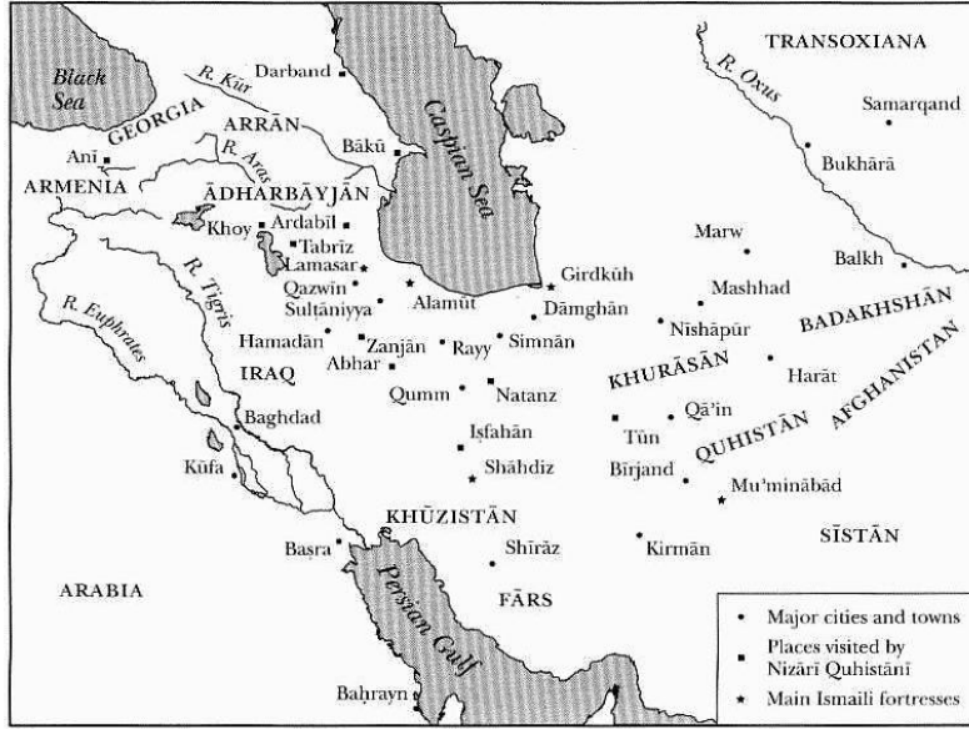 TRANSOXIANA
Black
Sea
Darband
R. Kūr
R. Oxus
Samarqand
GEORGIA
ARRĀN
Caspian Sea
Anī
R. Aras
Bākū
Bukhārā
ARMENIA
ĀDHARBĀYJĀN
Khoy
Ardabīl
Tabrīz
Marw
Balkh
Lamasar
Girdkūh
R. Tigris
Qazwīn
Alamūt
Mashhad
Sulṭāniyya
Dāmghān
BADAKHSHĀN
R. Euphrates
Nīshāpūr
Hamadān
Zanjān
Rayy
Simnān
Abhar
IRAQ
KHURĀSĀN
Harāt
AFGHANISTAN
Qumm
Natanz
Baghdad
Iṣfahān
Tūn
Qā'in
QUHISTĀN
Kūfa
Shāhdiz
Bīrjand
Mu'minābād
KHŪZISTĀN
Baṣra
Shīrāz
Kirmān
SĪSTĀN
ARABIA
FĀRS
Persian Gulf
Baḥrayn
Major cities and towns
Places visited by
Nizārī Quhistānī
Main Ismaili fortresses